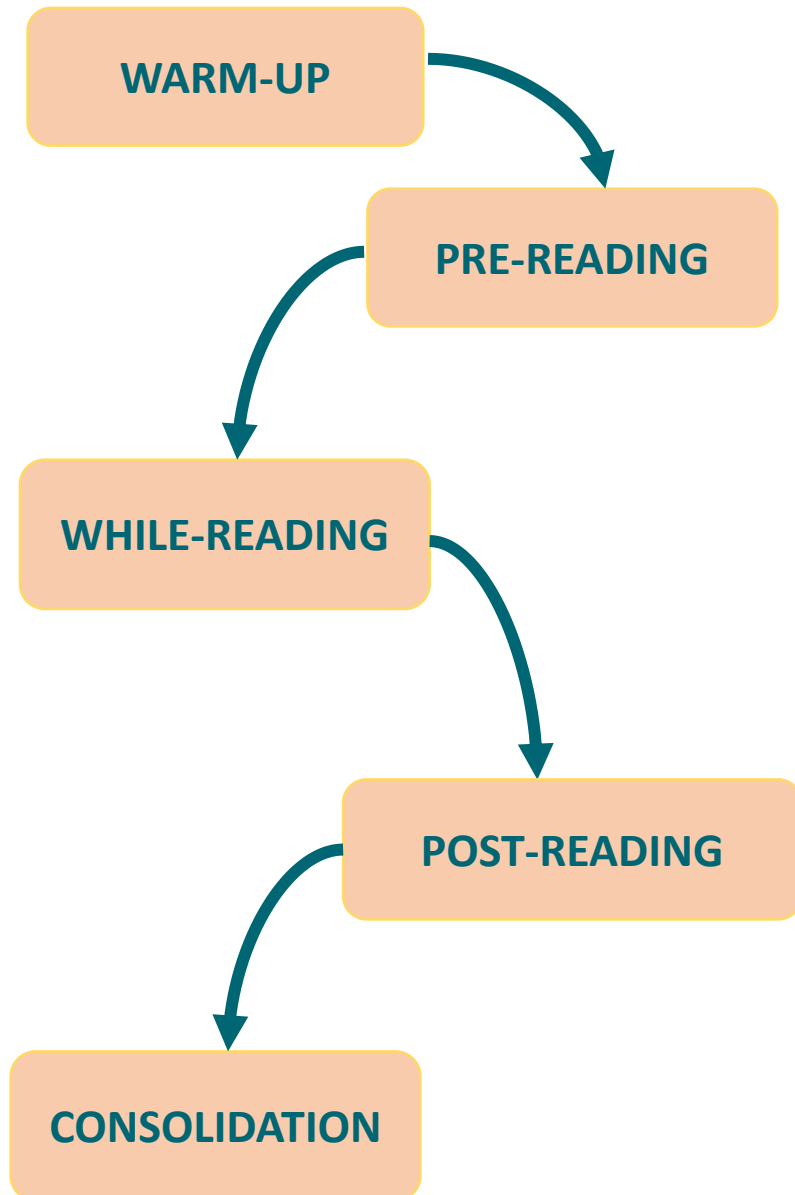 WARM-UP
PRE-READING
WHILE-READING
POST-READING
CONSOLIDATION